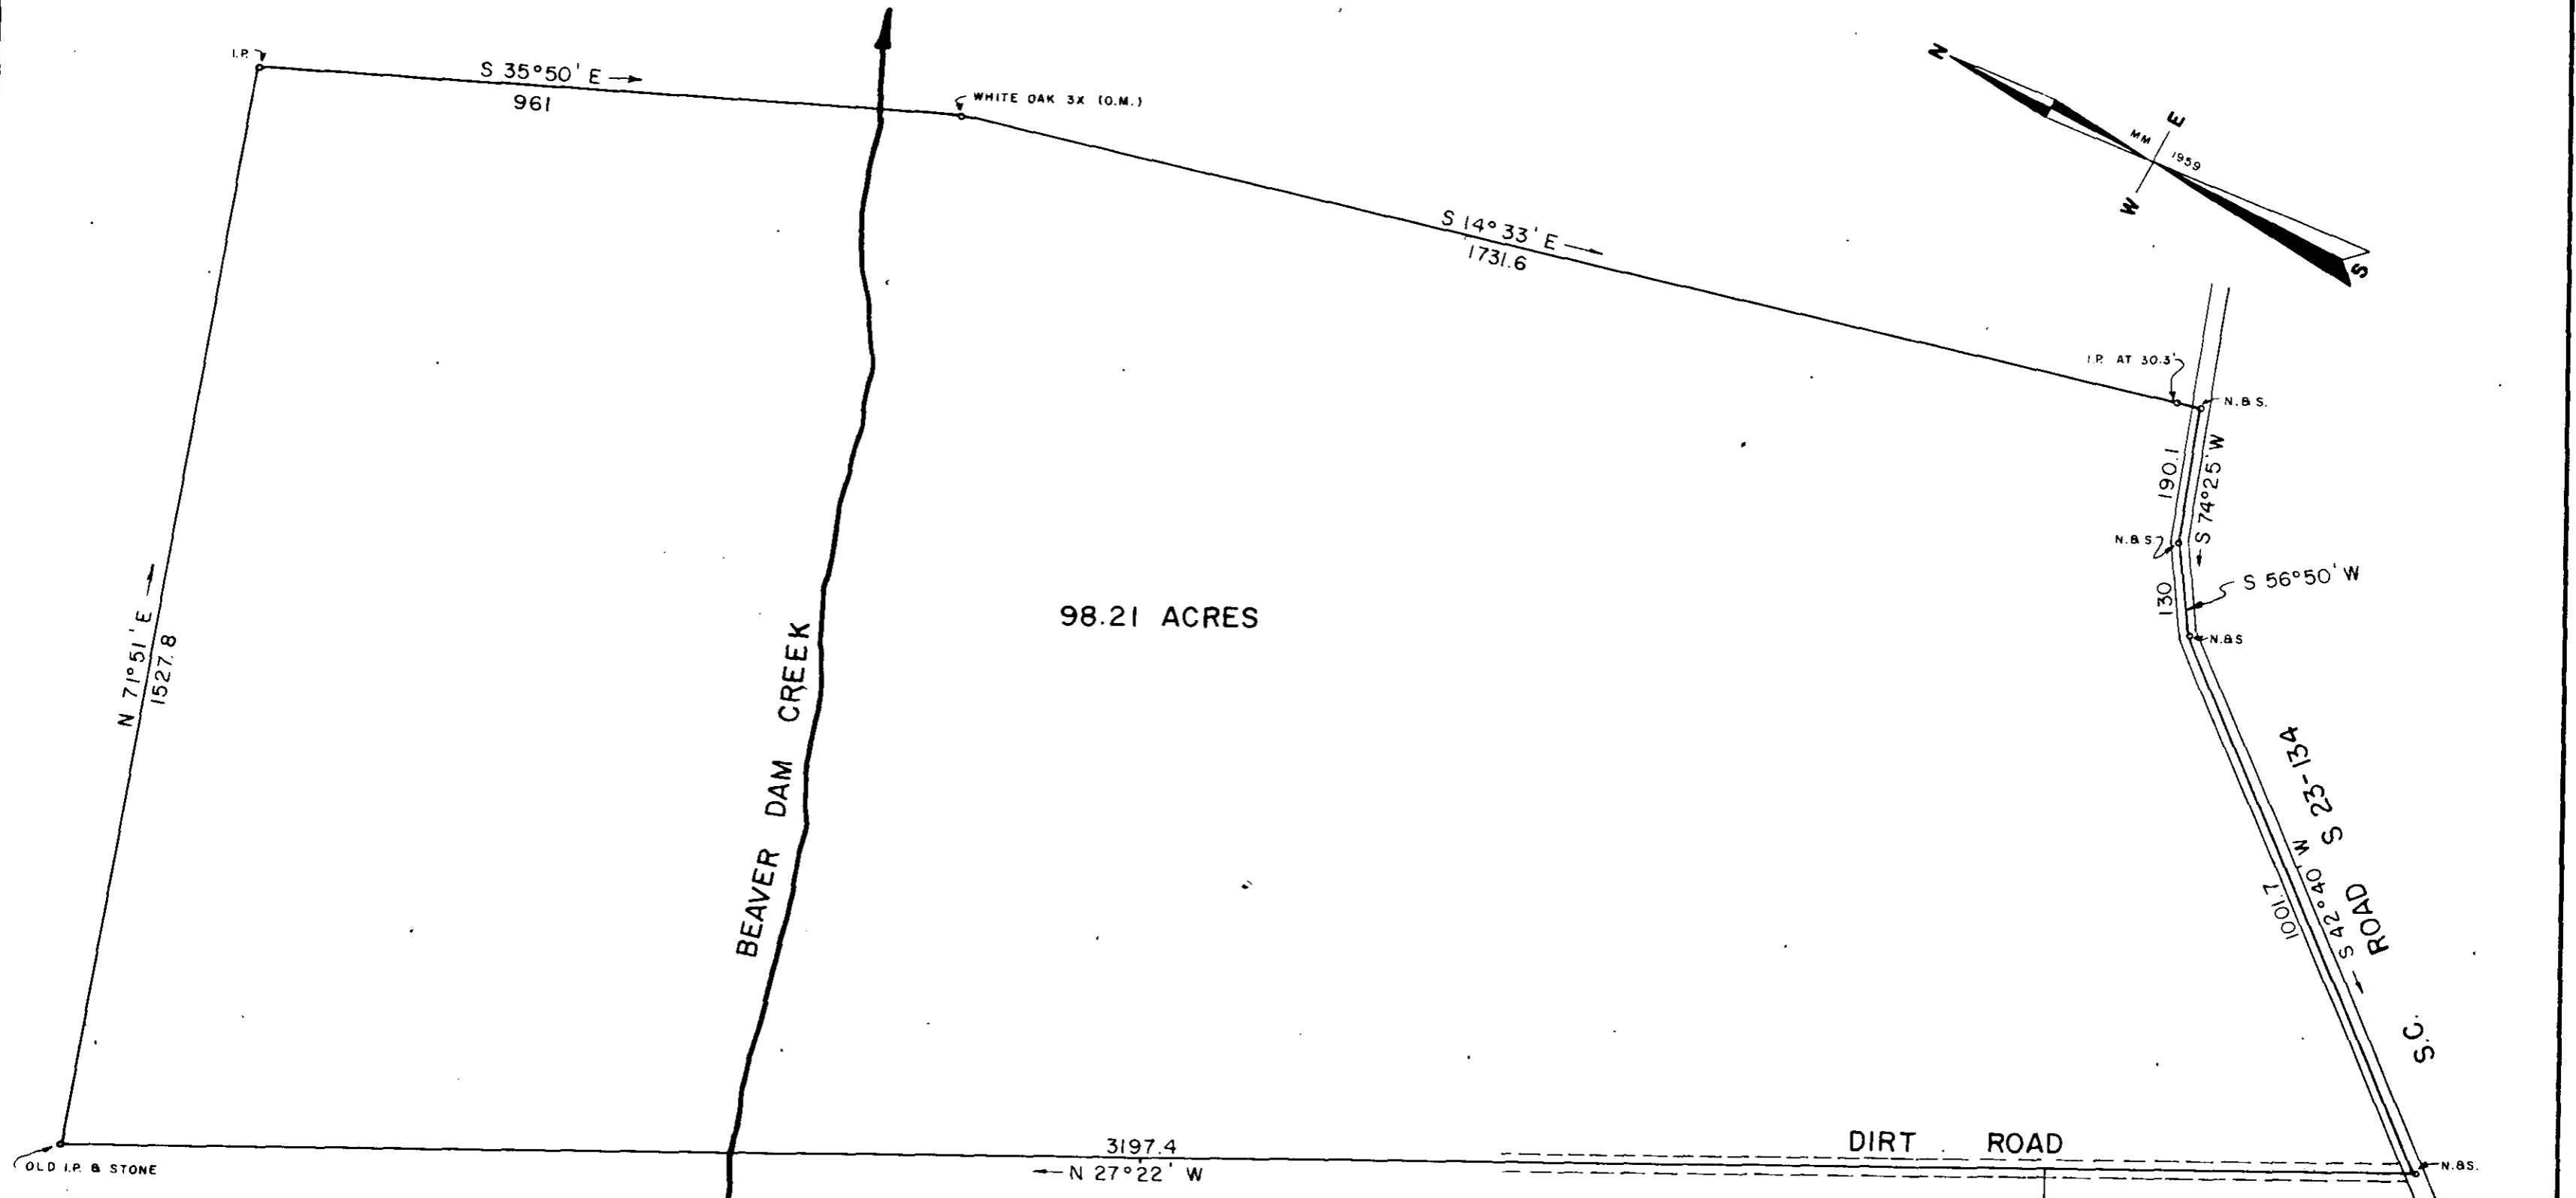 I.P.
S 35°50' E
961
WHITE OAK 3X (O.M.)
N
E
MM 1959
W
S
S 14°33' E
1731.6
I.P. AT 30.3'
N.&S.
190.1
S 74°25' W
N.&S.
130
S 56°50' W
N.&S
N 71°51' E
1527.8
98.21 ACRES
BEAVER DAM CREEK
1001.7
S 42°40' W
S.C. ROAD S 23-134
OLD I.P. & STONE
3197.4
N 27°22' W
DIRT ROAD
N.&S.